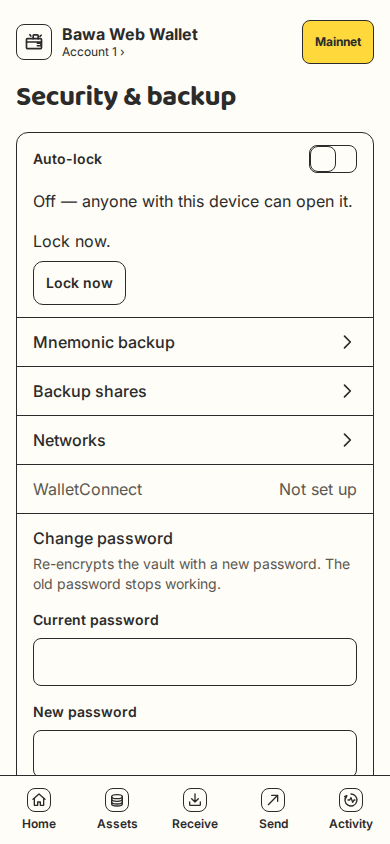 Bawa Web Wallet
Account 1 ›
Mainnet
Security & backup
Auto-lock
Off — anyone with this device can open it.
Lock now.
Lock now
Mnemonic backup
Backup shares
Networks
WalletConnect
Not set up
Change password
Re-encrypts the vault with a new password. The
old password stops working.
Current password
New password
Home
Assets
Receive
Send
Activity